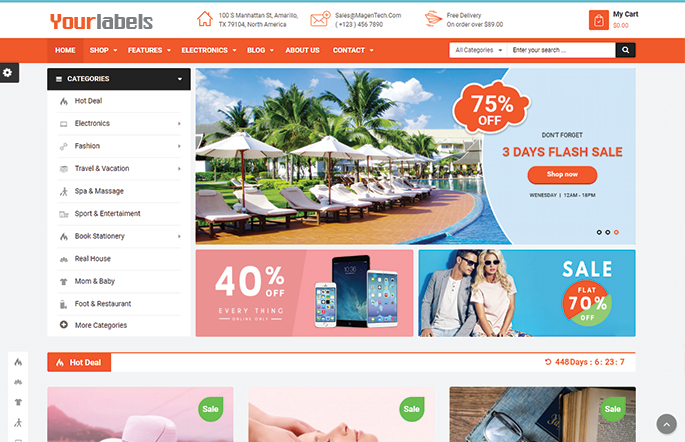 Yourlabels
100 S Manhattan St, Amarillo,
TX 79104, North America
Sales@MagenTech.Com
( +123 ) 456 7890
Free Delivery
On order over $89.00
My Cart
$0.00
HOME SHOP FEATURES ELECTRONICS BLOG ABOUT US CONTACT
All Categories
Enter your search ...
CATEGORIES
Hot Deal
Electronics
Fashion
Travel & Vacation
Spa & Massage
Sport & Entertaiment
Book Stationery
Real House
Mom & Baby
Foot & Restaurant
More Categories
75%
OFF
DON'T FORGET
3 DAYS FLASH SALE
Shop now
WENESDAY | 12AM - 18PM
40%
OFF
EVERY THING
ONLINE ONLY
SALE
FLAT
70%
OFF
Hot Deal
448Days : 6 : 23 : 7
Sale
Sale
Sale